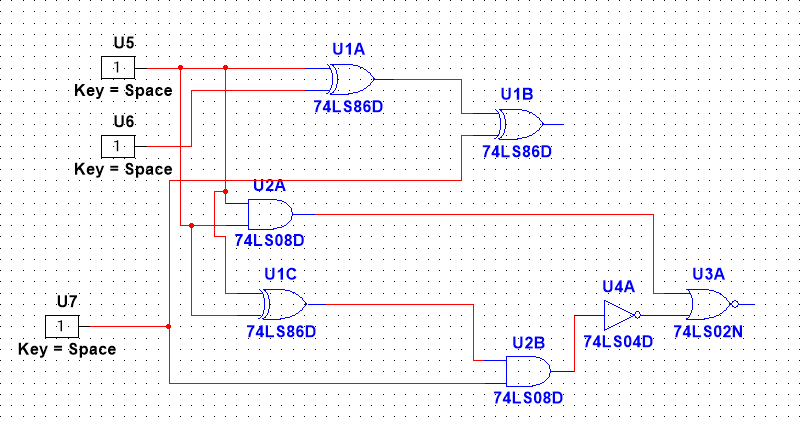 U5
1
Key = Space
U6
1
Key = Space
U1A
74LS86D
U1B
74LS86D
U2A
74LS08D
U1C
74LS86D
U7
1
Key = Space
U2B
74LS08D
U4A
74LS04D
U3A
74LS02N